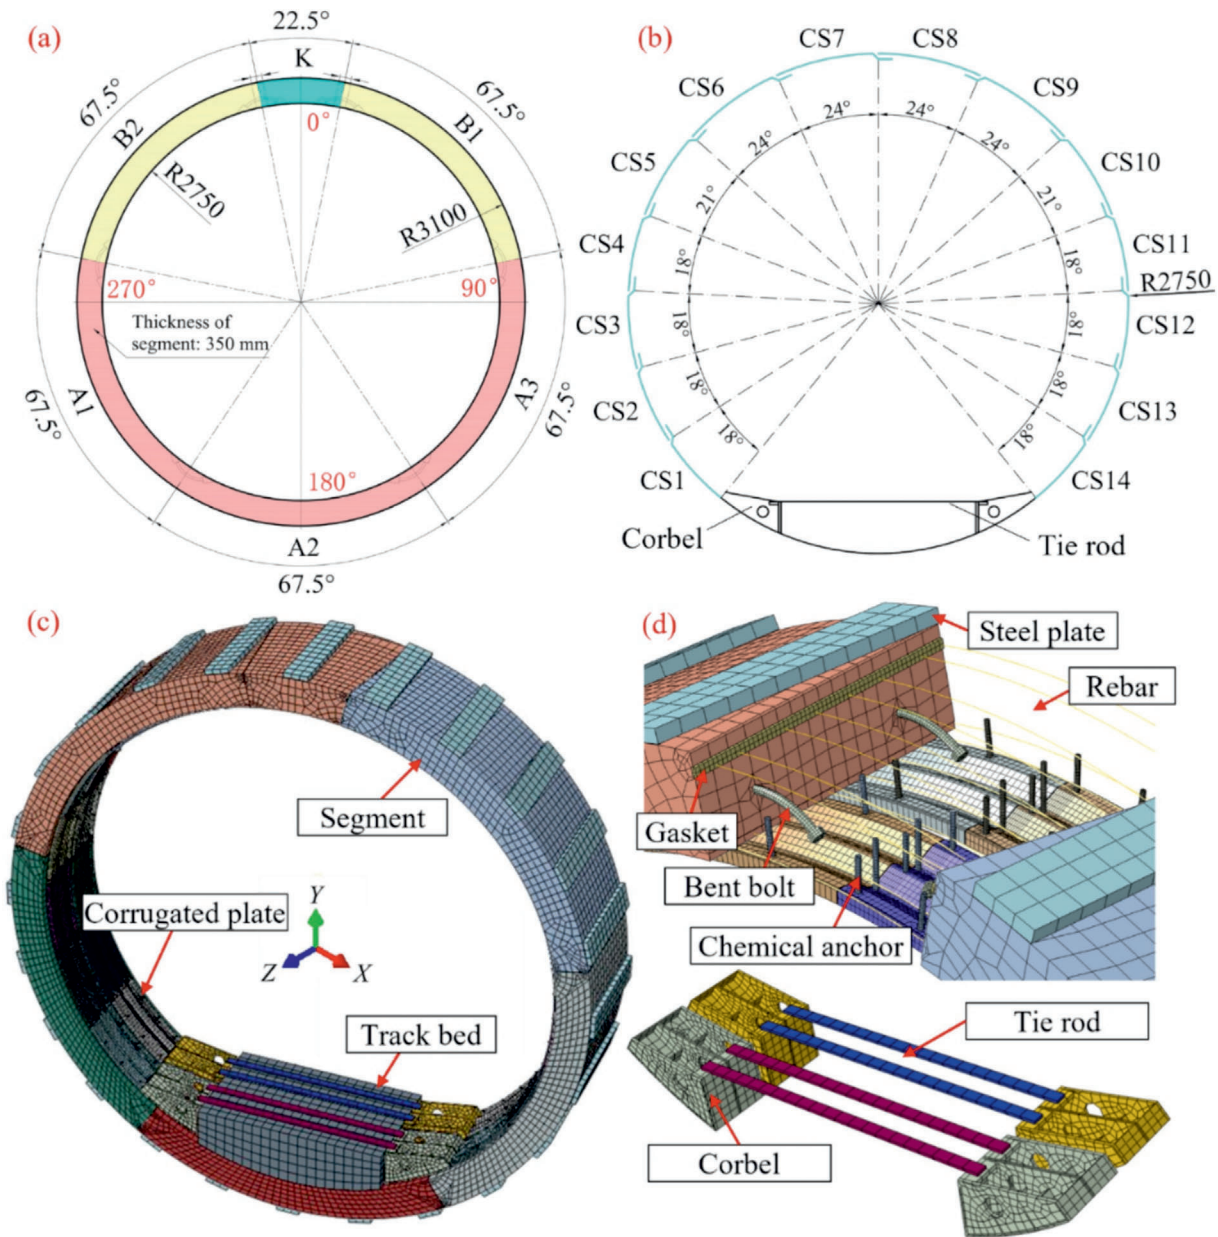 (a)
22.5°
K
67.5°
67.5°
B2
B1
0°
R2750
R3100
270°
90°
Thickness of
segment: 350 mm
A1
A3
67.5°
67.5°
180°
A2
67.5°
(b)
CS7
CS8
CS6
CS9
24°
24°
24°
24°
CS5
CS10
21°
21°
CS4
CS11
18°
18°
R2750
CS3
CS12
18°
18°
CS2
CS13
18°
18°
18°
18°
CS1
CS14
Corbel
Tie rod
(c)
Segment
Corrugated plate
Y
Z
X
Track bed
(d)
Steel plate
Rebar
Gasket
Bent bolt
Chemical anchor
Tie rod
Corbel